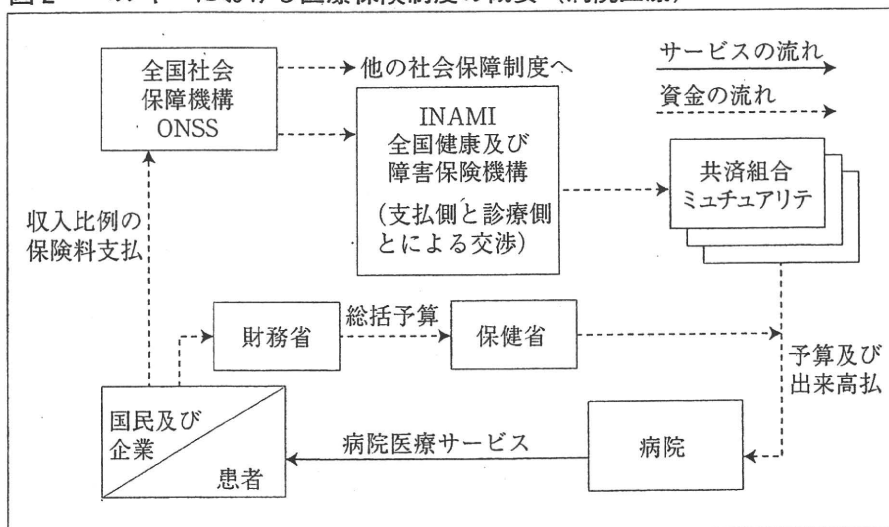 全国社会
保障機構
ONSS
他の社会保障制度へ
サービスの流れ
資金の流れ
INAMI
全国健康及び
障害保険機構
(支払側と診療側
とによる交渉)
共済組合
ミュチュアリテ
収入比例の
保険料支払
財務省
総括予算
保健省
予算及び
出来高払
国民及び
企業
患者
病院医療サービス
病院